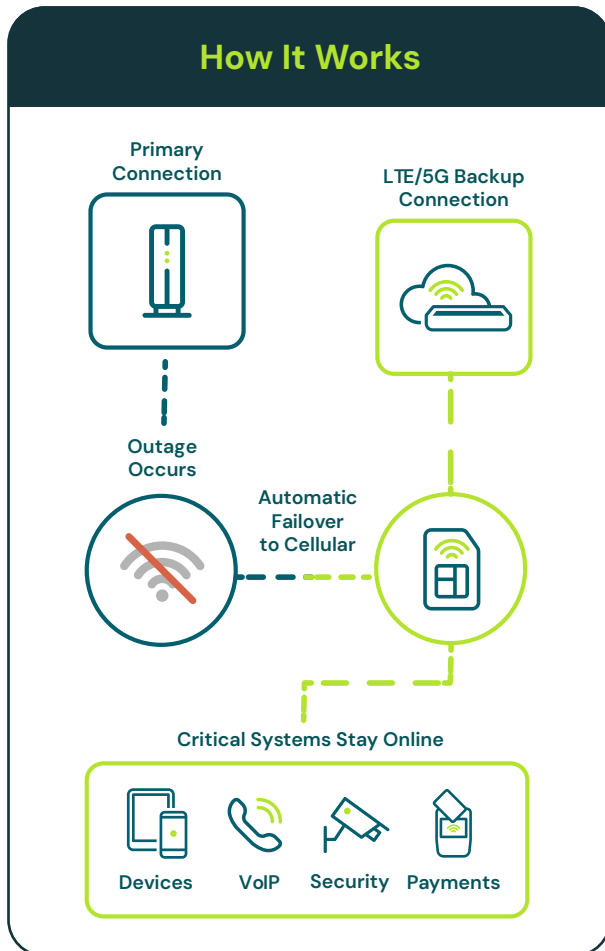 How It Works
Primary
Connection
LTE/5G Backup
Connection
Outage
Occurs
Automatic
Failover
to Cellular
Critical Systems Stay Online
Devices
VoIP
Security
Payments